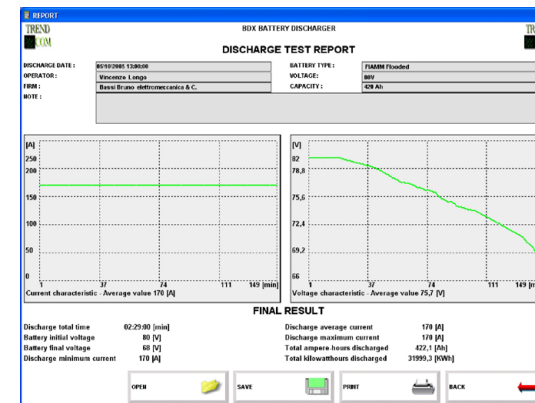 REPORT
TREND
COM
BDX BATTERY DISCHARGER
TR
DISCHARGE TEST REPORT
DISCHARGE DATE : 05/10/2005 13:00:00
BATTERY TYPE : FIAMM Flooded
OPERATOR : Vincenzo Longo
VOLTAGE: 80V
FIRM : Bassi Bruno elettromeccanica & C.
CAPACITY : 420 Ah
NOTE :
[A]
250
200
150
100
50
0
1 37 74 111 149 [min]
Current characteristic - Average value 170 [A]
[V]
82
78,8
75,6
72,4
69,2
66
1 37 74 111 149 [m
Voltage characteristic - Average value 75,7 [V]
FINAL RESULT
Discharge total time 02:29:00 [min]
Battery initial voltage 80 [V]
Battery final voltage 68 [V]
Discharge minimum current 170 [A]
Discharge average current 170 [A]
Discharge maximum current 170 [A]
Total ampere-hours discharged 422,1 [Ah]
Total kilowatthours discharged 31999,3 [KWh]
OPEN
SAVE
PRINT
BACK